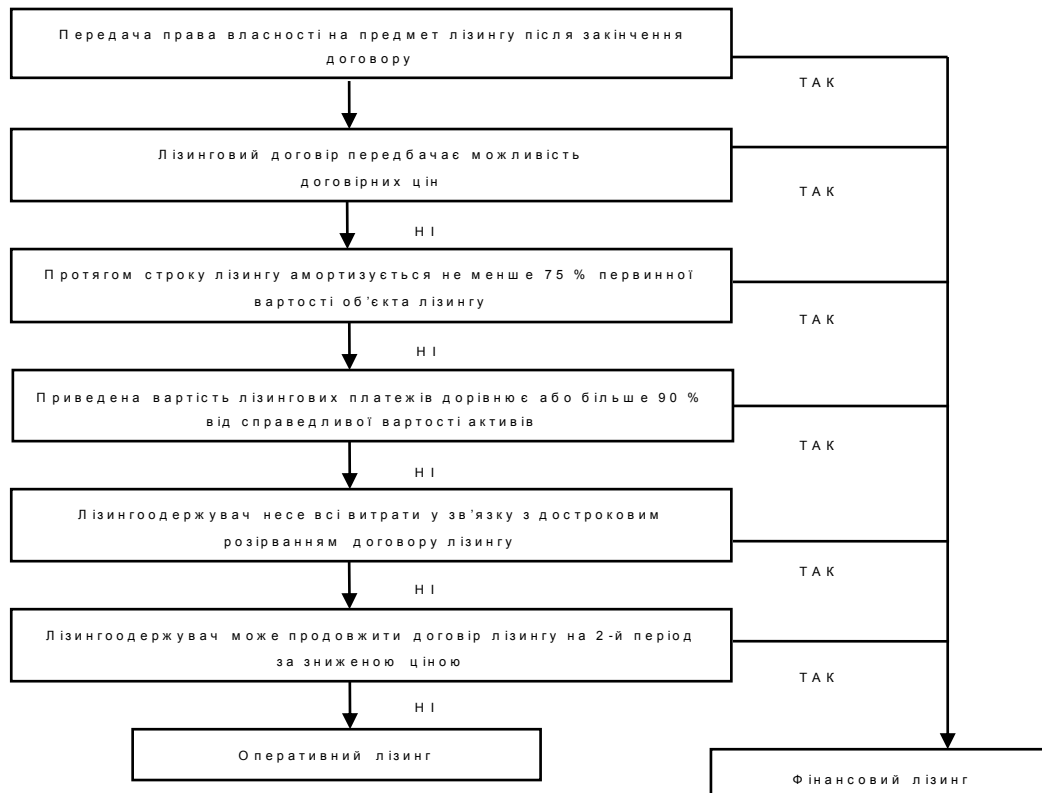 Передача права власності на предмет лізингу після закінчення
договору
ТАК
Лізинговий договір передбачає можливість
договірних цін
ТАК
НІ
Протягом строку лізингу амортизується не менше 75 % первинної
вартості об’єкта лізингу
ТАК
НІ
Приведена вартість лізингових платежів дорівнює або більше 90 %
від справедливої вартості активів
ТАК
НІ
Лізингоодержувач несе всі витрати у зв’язку з достроковим
розірванням договору лізингу
ТАК
НІ
Лізингоодержувач може продовжити договір лізингу на 2-й період
за зниженою ціною
ТАК
НІ
Оперативний лізинг
Фінансовий лізинг